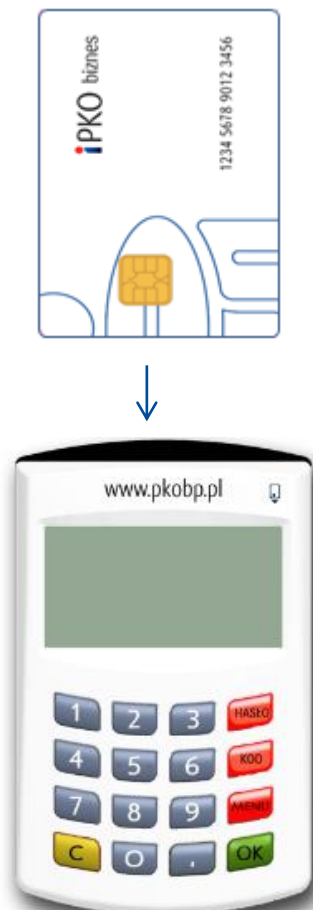 iPKO biznes
1234 5678 9012 3456
www.pkobp.pl
1 2 3 HASŁO
4 5 6 KOD
7 8 9 MENU
C 0 . OK